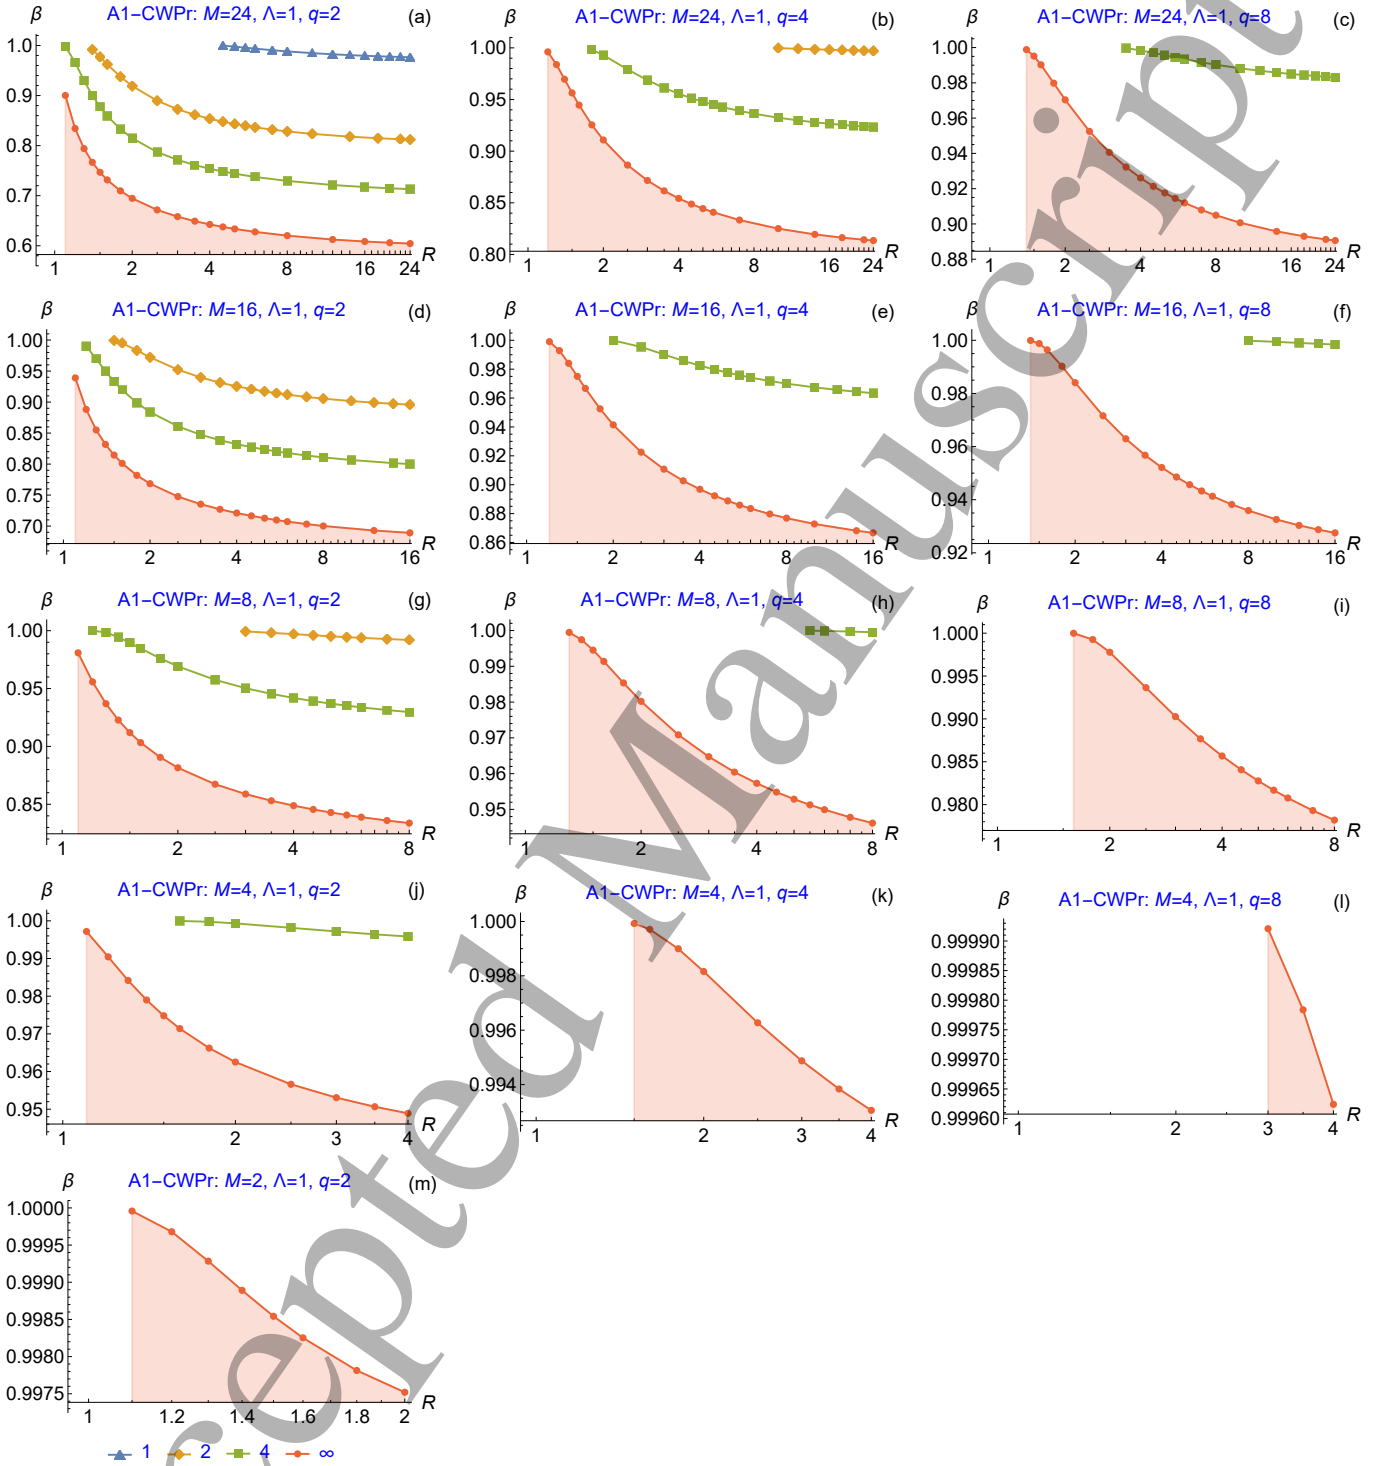 A1−CWPr: M=24, Λ=1, q=2 (a)
β
1.0
0.9
0.8
0.7
0.6
1 2 4 8 16 24 R
A1−CWPr: M=24, Λ=1, q=4 (b)
β
1.00
0.95
0.90
0.85
0.80
1 2 4 8 16 24 R
A1−CWPr: M=24, Λ=1, q=8 (c)
β
1.00
0.98
0.96
0.94
0.92
0.90
0.88
1 2 4 8 16 24 R
A1−CWPr: M=16, Λ=1, q=2 (d)
β
1.00
0.95
0.90
0.85
0.80
0.75
0.70
1 2 4 8 16 R
A1−CWPr: M=16, Λ=1, q=4 (e)
β
1.00
0.98
0.96
0.94
0.92
0.90
0.88
0.86
1 2 4 8 16 R
A1−CWPr: M=16, Λ=1, q=8 (f)
β
1.00
0.98
0.96
0.94
0.92
1 2 4 8 16 R
A1−CWPr: M=8, Λ=1, q=2 (g)
β
1.00
0.95
0.90
0.85
1 2 4 8 R
A1−CWPr: M=8, Λ=1, q=4 (h)
β
1.00
0.99
0.98
0.97
0.96
0.95
1 2 4 8 R
A1−CWPr: M=8, Λ=1, q=8 (i)
β
1.000
0.995
0.990
0.985
0.980
1 2 4 8 R
A1−CWPr: M=4, Λ=1, q=2 (j)
β
1.00
0.99
0.98
0.97
0.96
0.95
1 2 3 4 R
A1−CWPr: M=4, Λ=1, q=4 (k)
β
1.000
0.998
0.996
0.994
1 2 3 4 R
A1−CWPr: M=4, Λ=1, q=8 (l)
β
0.99990
0.99985
0.99980
0.99975
0.99970
0.99965
0.99960
1 2 3 4 R
A1−CWPr: M=2, Λ=1, q=2 (m)
β
1.0000
0.9995
0.9990
0.9985
0.9980
0.9975
1 1.2 1.4 1.6 1.8 2 R
1 2 4 ∞
cepted Manuscript